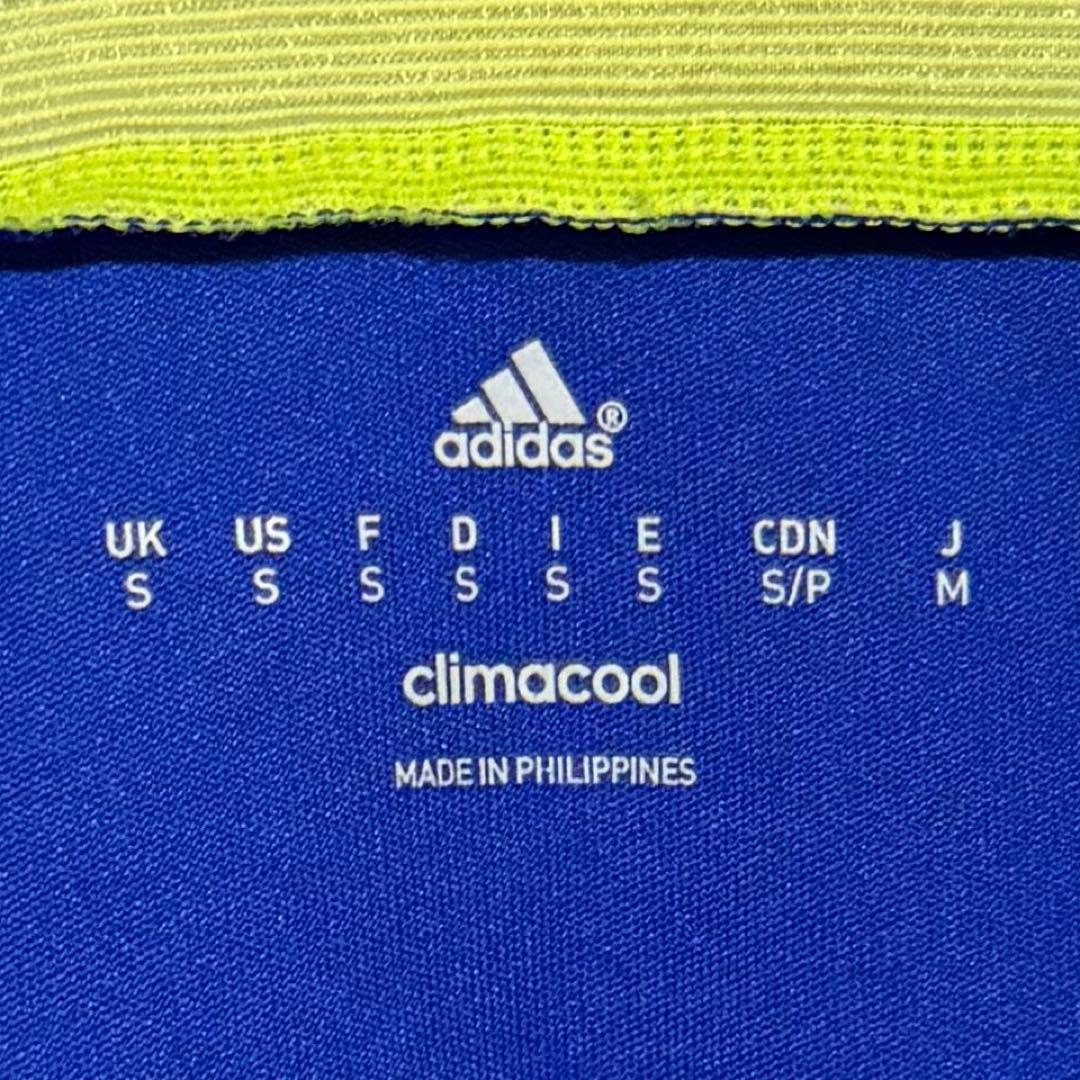 adidas®
UK US F D I E CDN J
S S S S S S S/P M
climacool
MADE IN PHILIPPINES